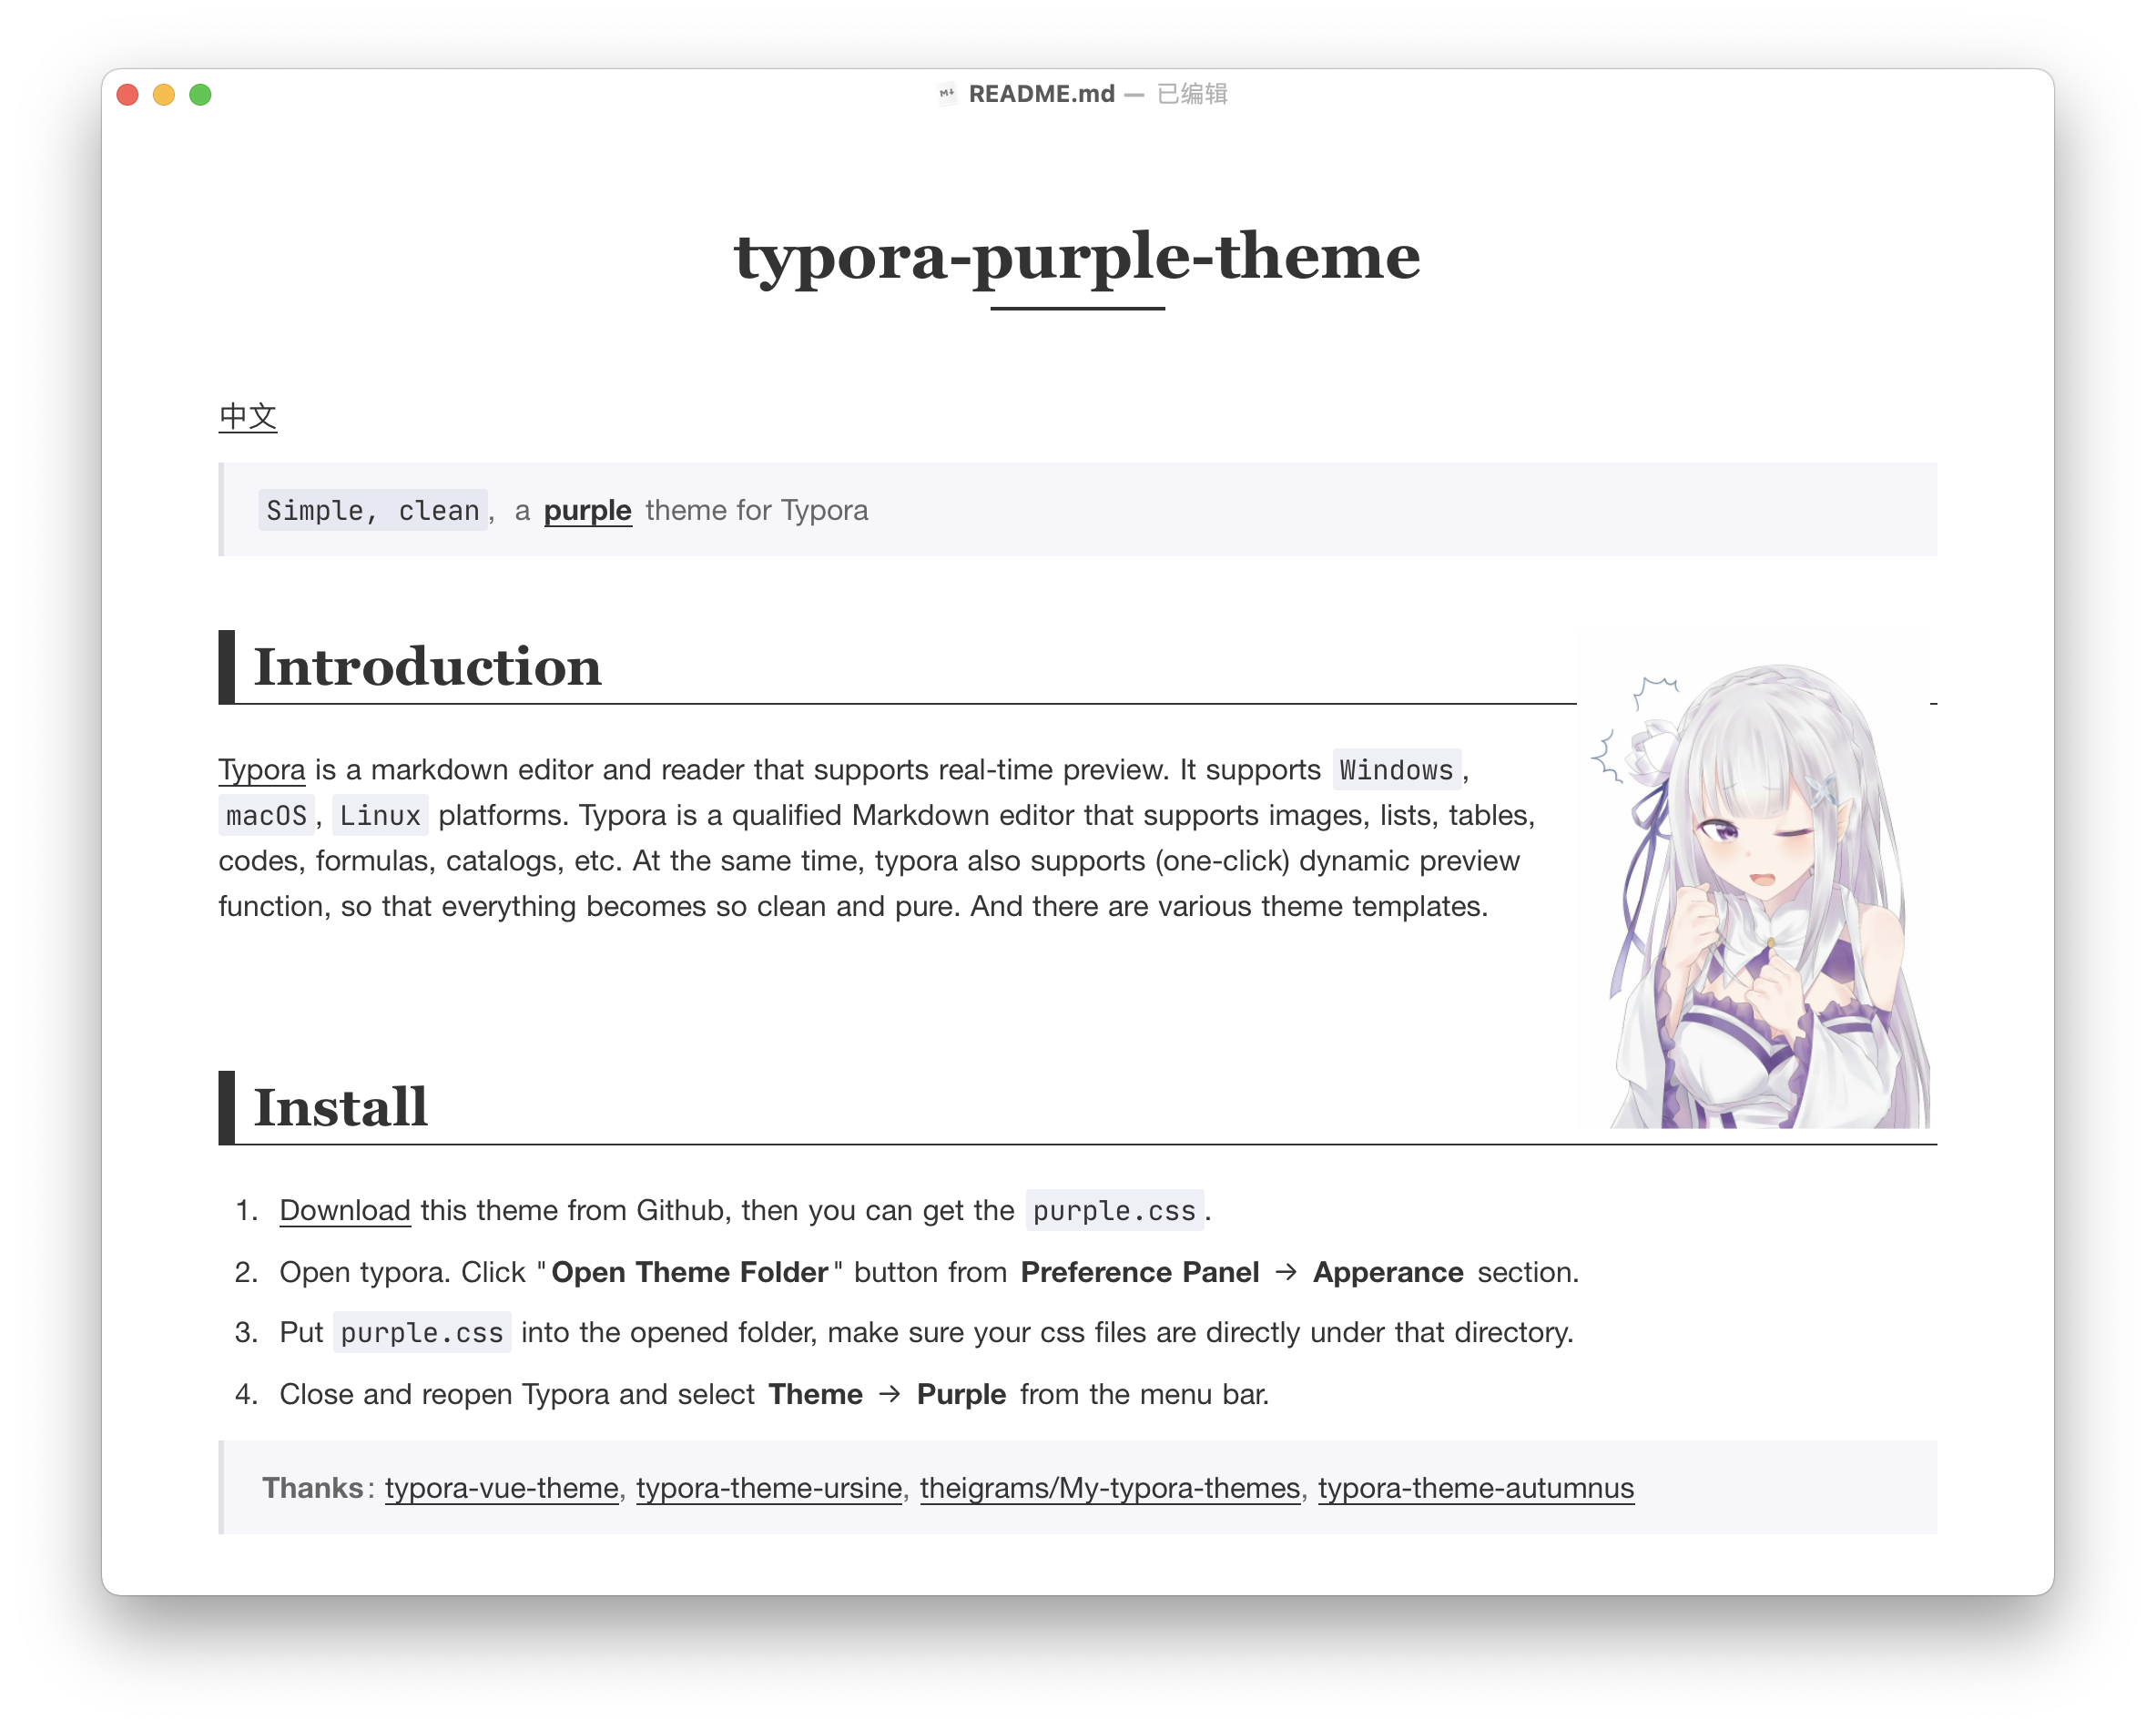 README.md — 已编辑
typora-purple-theme
中文
Simple, clean, a purple theme for Typora
Introduction
Typora is a markdown editor and reader that supports real-time preview. It supports Windows,
macOS, Linux platforms. Typora is a qualified Markdown editor that supports images, lists, tables,
codes, formulas, catalogs, etc. At the same time, typora also supports (one-click) dynamic preview
function, so that everything becomes so clean and pure. And there are various theme templates.
Install
1. Download this theme from Github, then you can get the purple.css.
2. Open typora. Click "Open Theme Folder" button from Preference Panel → Apperance section.
3. Put purple.css into the opened folder, make sure your css files are directly under that directory.
4. Close and reopen Typora and select Theme → Purple from the menu bar.
Thanks: typora-vue-theme, typora-theme-ursine, theigrams/My-typora-themes, typora-theme-autumnus